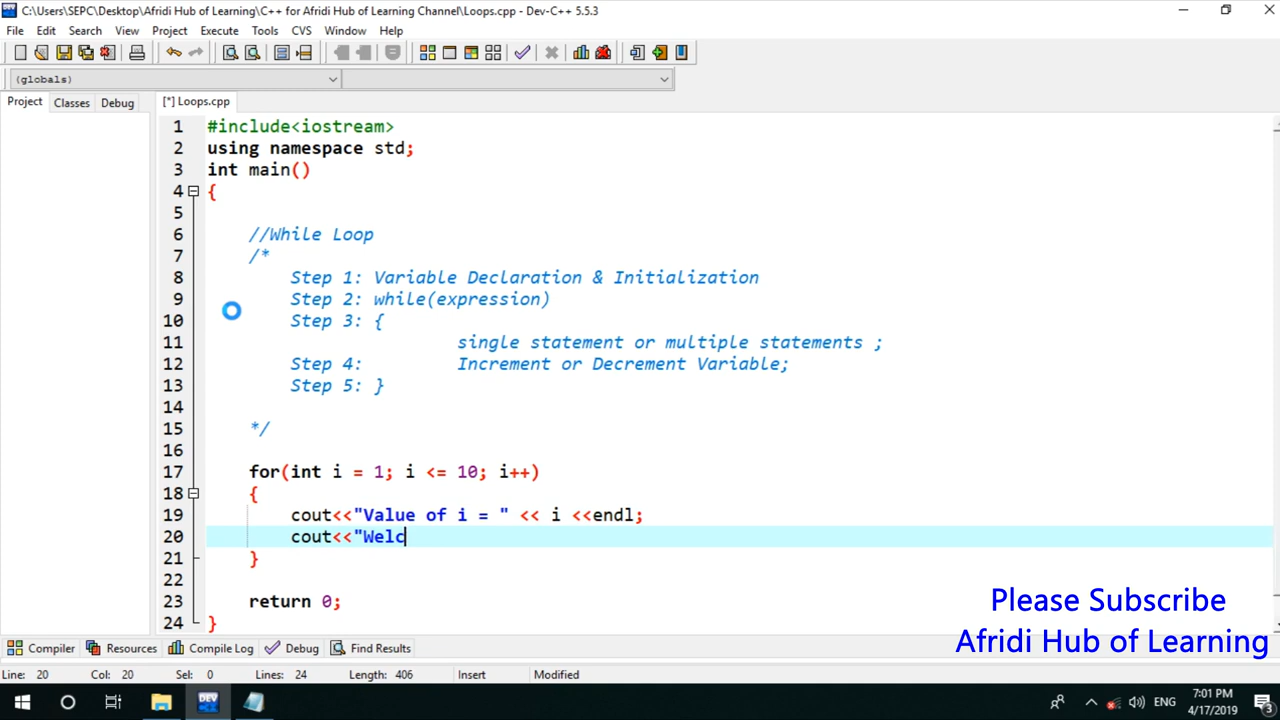 C:\Users\SEPC\Desktop\Afridi Hub of Learning\C++ for Afridi Hub of Learning Channel\Loops.cpp - Dev-C++ 5.5.3
File Edit Search View Project Execute Tools CVS Window Help
(globals)
Project Classes Debug [*] Loops.cpp
1 #include<iostream>
2 using namespace std;
3 int main()
4 {
5
6 //While Loop
7 /*
8 Step 1: Variable Declaration & Initialization
9 Step 2: while(expression)
10 Step 3: {
11 single statement or multiple statements ;
12 Step 4: Increment or Decrement Variable;
13 Step 5: }
14
15 */
16
17 for(int i = 1; i <= 10; i++)
18 {
19 cout<<"Value of i = " << i <<endl;
20 cout<<"Welc
21 }
22
23 return 0;
24 }
Please Subscribe
Afridi Hub of Learning
Compiler Resources Compile Log Debug Find Results
Line: 20 Col: 20 Sel: 0 Lines: 24 Length: 406 Insert Modified
DEV ENG 7:01 PM
4/17/2019 3